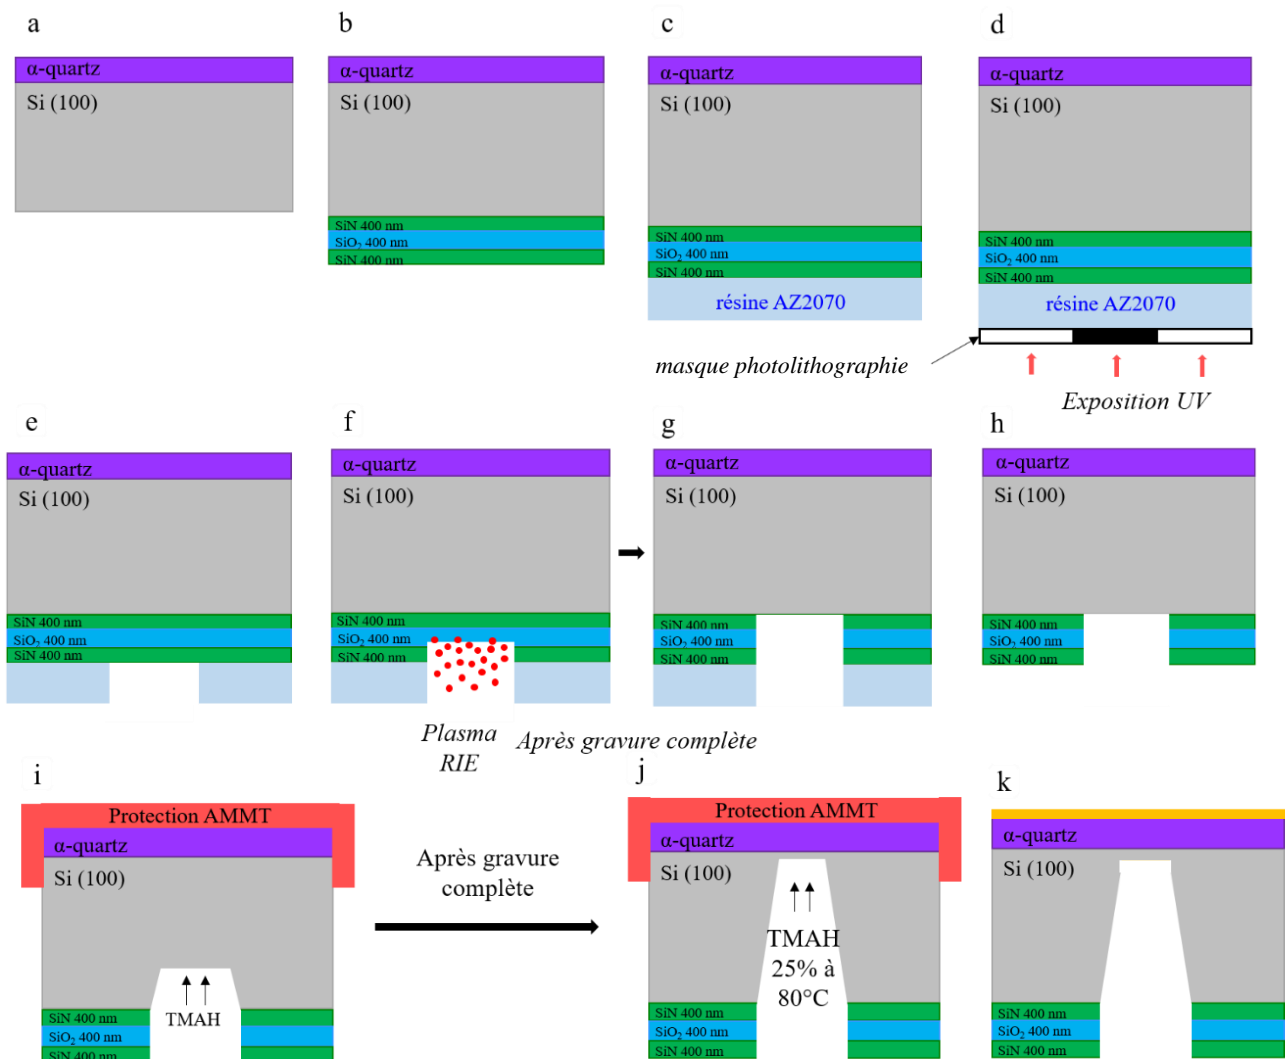 a
α-quartz
Si (100)
b
α-quartz
Si (100)
SiN 400 nm
SiO₂ 400 nm
SiN 400 nm
c
α-quartz
Si (100)
SiN 400 nm
SiO₂ 400 nm
SiN 400 nm
résine AZ2070
d
α-quartz
Si (100)
SiN 400 nm
SiO₂ 400 nm
SiN 400 nm
résine AZ2070
masque photolithographie
Exposition UV
e
α-quartz
Si (100)
SiN 400 nm
SiO₂ 400 nm
SiN 400 nm
f
α-quartz
Si (100)
SiN 400 nm
SiO₂ 400 nm
SiN 400 nm
Plasma
RIE
Après gravure complète
g
α-quartz
Si (100)
SiN 400 nm
SiO₂ 400 nm
SiN 400 nm
h
α-quartz
Si (100)
SiN 400 nm
SiO₂ 400 nm
SiN 400 nm
i
Protection AMMT
α-quartz
Si (100)
TMAH
SiN 400 nm
SiO₂ 400 nm
SiN 400 nm
Après gravure
complète
j
Protection AMMT
α-quartz
Si (100)
TMAH
25% à
80°C
SiN 400 nm
SiO₂ 400 nm
SiN 400 nm
k
α-quartz
Si (100)
SiN 400 nm
SiO₂ 400 nm
SiN 400 nm